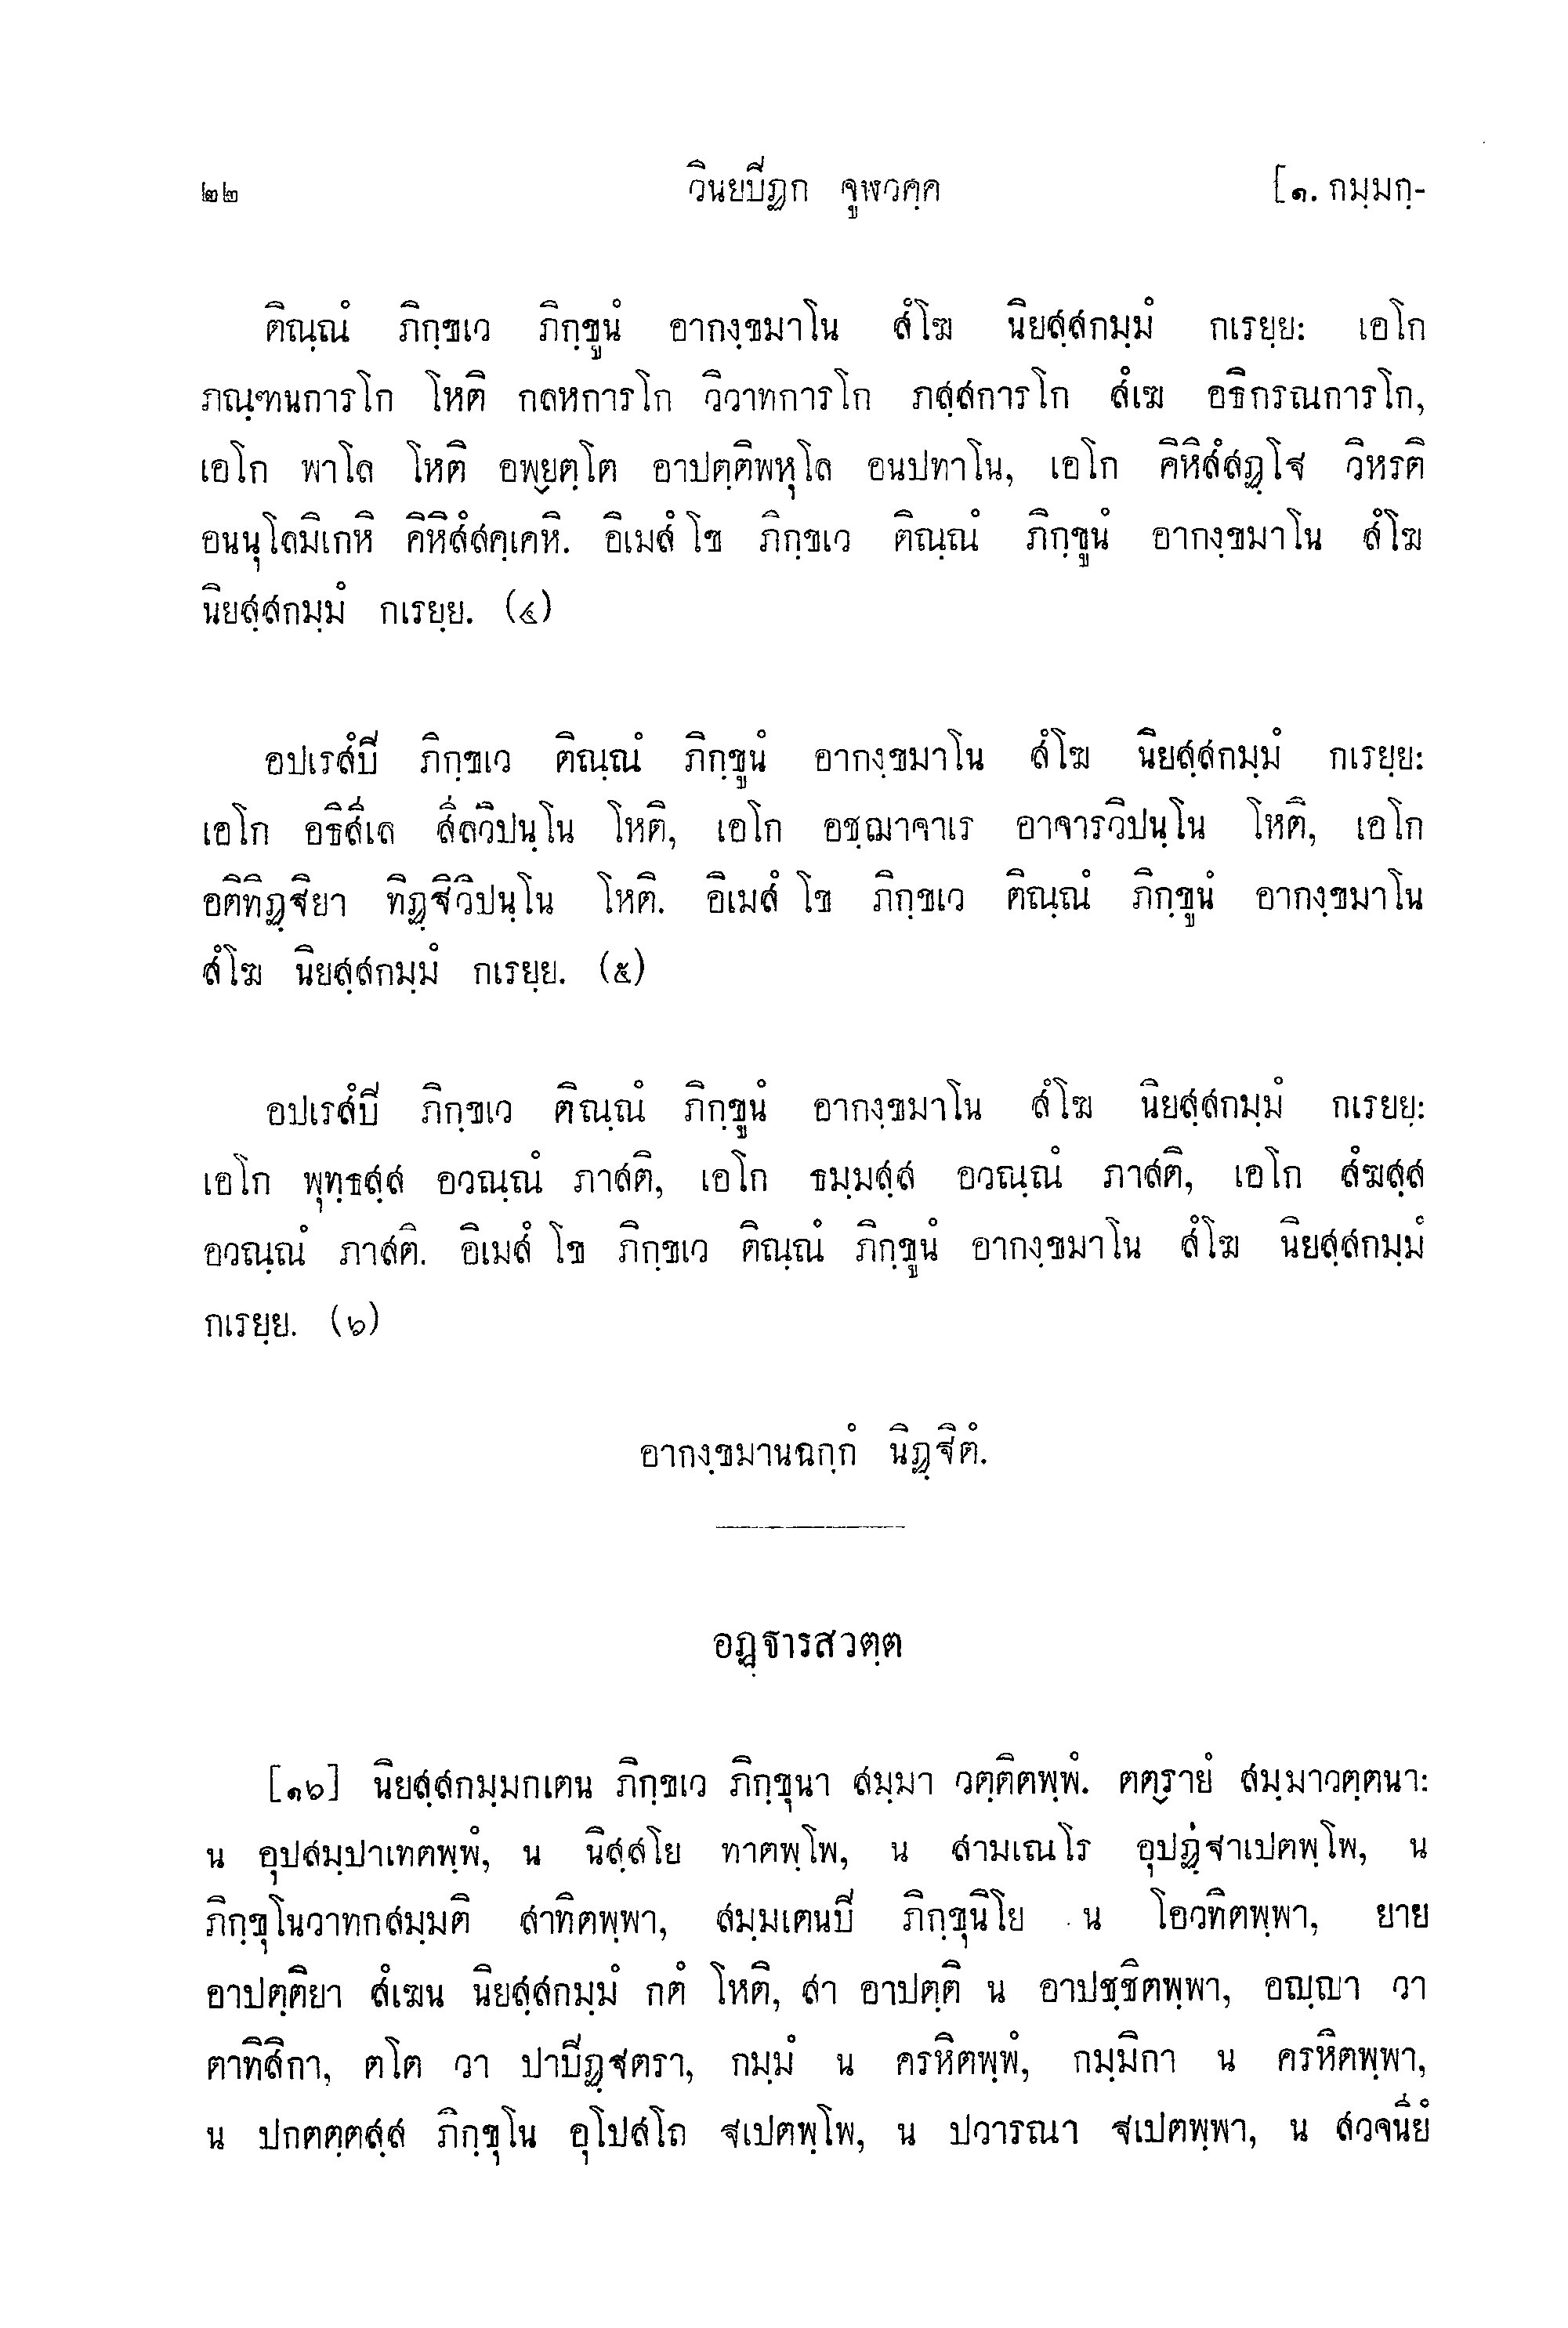 ๒๒ วินยปิฏก จูฬวคฺค [๑. กมฺมกฺ-
ติณฺณํ ภิกฺขเว ภิกฺขูนํ อากงฺขมาโน สํโฆ นิยสฺสกมฺมํ กเรยฺย: เอโก
ภณฺฑนการโก โหติ กลหการโก วิวาทการโก ภสฺสการโก สํเฆ อธิกรณการโก,
เอโก พาโล โหติ อพฺยตฺโต อาปตฺติพหุโล อนปทาโน, เอโก คิหิสํสฏฺโฐ วิหรติ
อนนุโลมิเกหิ คิหิสํสคฺเคหิ. อิเมสํ โข ภิกฺขเว ติณฺณํ ภิกฺขูนํ อากงฺขมาโน สํโฆ
นิยสฺสกมฺมํ กเรยฺย. (๔)
อปเรสํปิ ภิกฺขเว ติณฺณํ ภิกฺขูนํ อากงฺขมาโน สํโฆ นิยสฺสกมฺมํ กเรยฺย:
เอโก อธิสีเล สีลวิปนฺโน โหติ, เอโก อชฺฌาจาเร อาจารวิปนฺโน โหติ, เอโก
อติทิฏฺฐิยา ทิฏฺฐิวิปนฺโน โหติ. อิเมสํ โข ภิกฺขเว ติณฺณํ ภิกฺขูนํ อากงฺขมาโน
สํโฆ นิยสฺสกมฺมํ กเรยฺย. (๕)
อปเรสํปิ ภิกฺขเว ติณฺณํ ภิกฺขูนํ อากงฺขมาโน สํโฆ นิยสฺสกมฺมํ กเรยยฺ:
เอโก พุทฺธสฺส อวณฺณํ ภาสติ, เอโก ธมฺมสฺส อวณฺณํ ภาสติ, เอโก สํฆสฺส
อวณฺณํ ภาสติ. อิเมสํ โข ภิกฺขเว ติณฺณํ ภิกฺขูนํ อากงฺขมาโน สํโฆ นิยสฺสกมฺมํ
กเรยฺย. (๖)
อากงฺขมานฉกฺกํ นิฏฺฐิตํ.
อฏฺฐารสวตฺต
[๑๖] นิยสฺสกมฺมกเตน ภิกฺขเว ภิกฺขุนา สมฺมา วตฺติตพฺพํ. ตตฺรายํ สมฺมาวตฺตนา:
น อุปสมฺปาเทตพฺพํ, น นิสฺสโย ทาตพฺโพ, น สามเณโร อุปฏฺฐาเปตพฺโพ, น
ภิกฺขุโนวาทกสมฺมติ สาทิตพฺพา, สมฺมเตนปิ ภิกฺขุนิโย น โอวทิตพฺพา, ยาย
อาปตฺติยา สํเฆน นิยสฺสกมฺมํ กตํ โหติ, สา อาปตฺติ น อาปชฺชิตพฺพา, อญฺญา วา
ตาทิสิกา, ตโต วา ปาปิฏฺฐตรา, กมฺมํ น ครหิตพฺพํ, กมฺมิกา น ครหิตพฺพา,
น ปกตตฺตสฺส ภิกฺขุโน อุโปสโถ ฐเปตพฺโพ, น ปวารณา ฐเปตพฺพา, น สวจนียํ